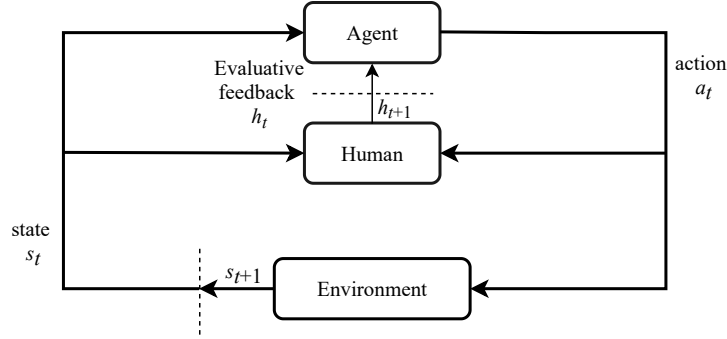 Agent
Evaluative
feedback
h_t
h_{t+1}
action
a_t
Human
state
s_t
s_{t+1}
Environment